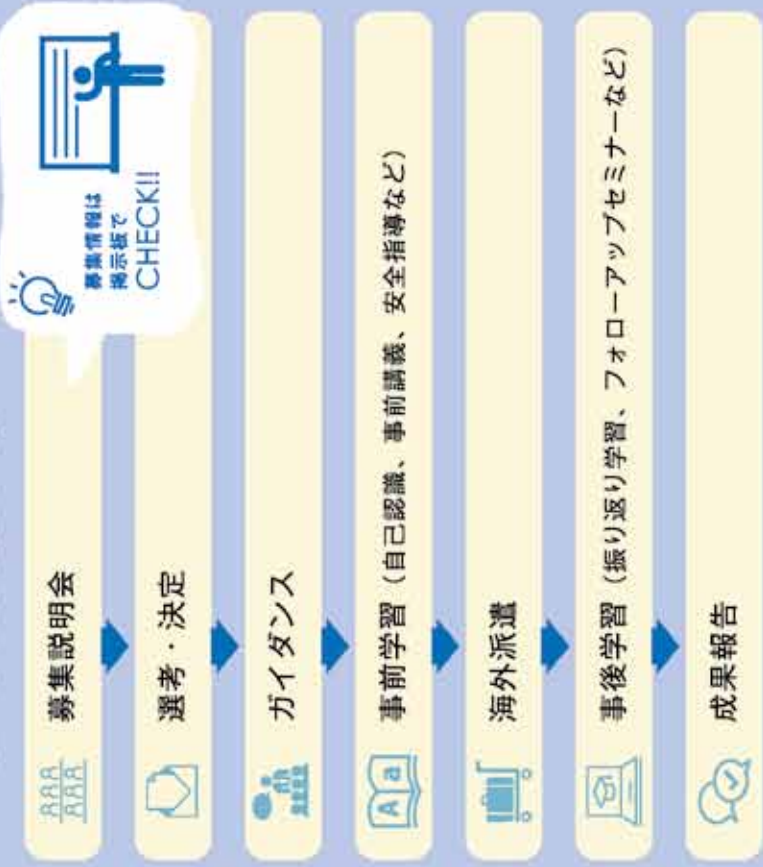 募集説明会
募集情報は
掲示板で
CHECK!!
選考・決定
ガイダンス
事前学習（自己認識、事前講義、安全指導など）
A a
海外派遣
事後学習（振り返り学習、フォローアップセミナーなど）
成果報告